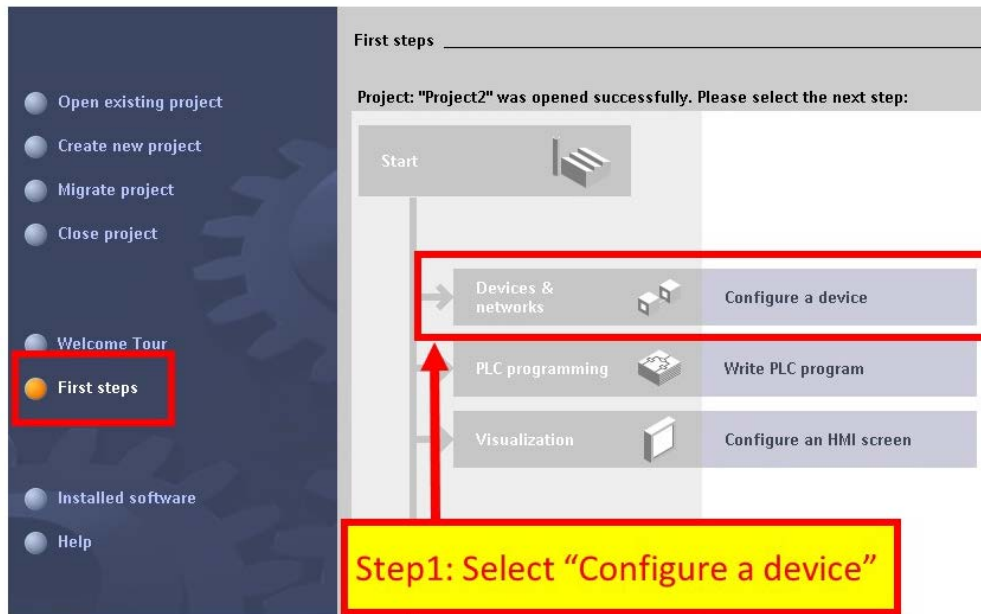 First steps
Project: "Project2" was opened successfully. Please select the next step:
Open existing project
Create new project
Migrate project
Close project
Welcome Tour
First steps
Installed software
Help
Start
Devices &
networks
Configure a device
PLC programming
Write PLC program
Visualization
Configure an HMI screen
Step1: Select “Configure a device”